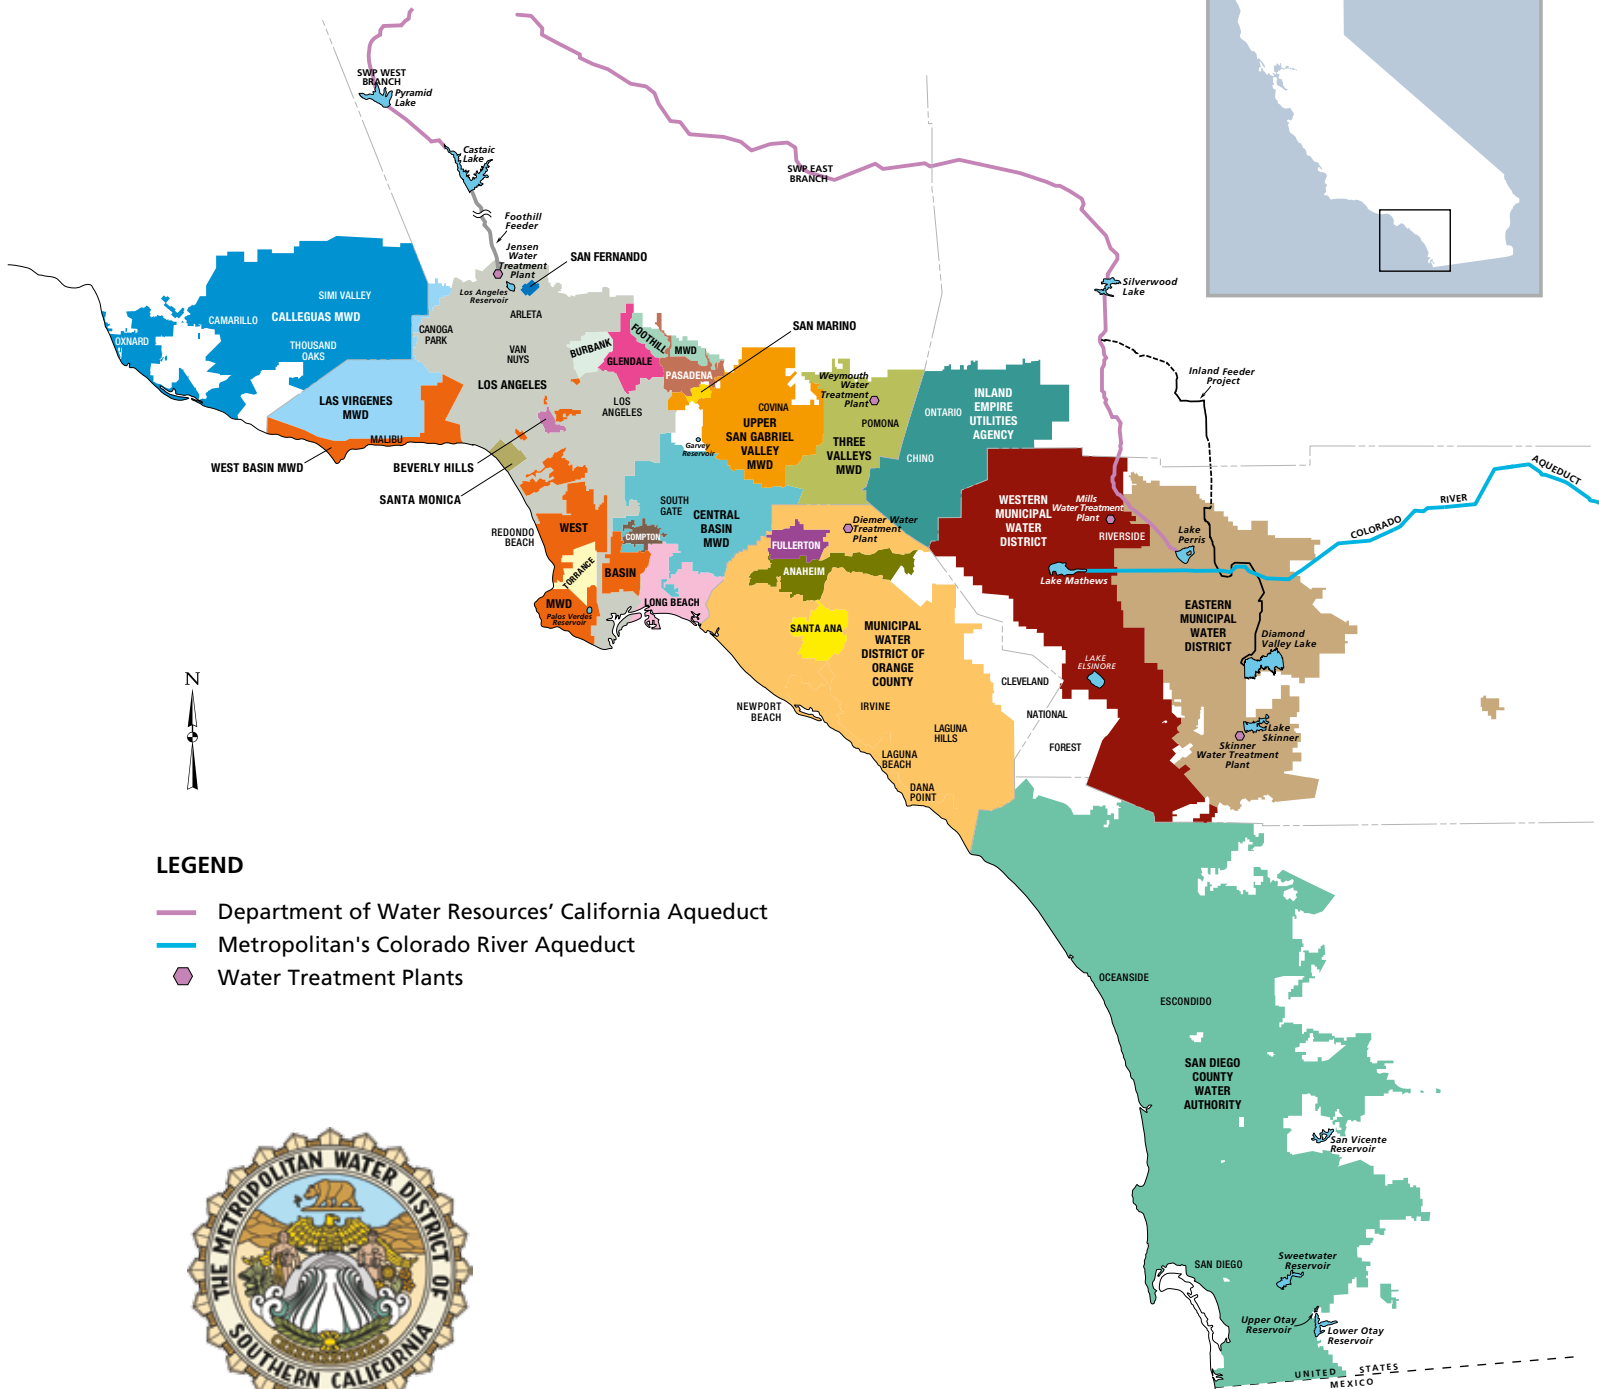 SWP WEST
BRANCH
Pyramid
Lake
Castaic
Lake
SWP EAST
BRANCH
Foothill
Feeder
Jensen
Water
Treatment
Plant
SAN FERNANDO
Los Angeles
Reservoir
Silverwood
Lake
SIMI VALLEY
CAMARILLO
CALLEGUAS MWD
OXNARD
THOUSAND
OAKS
CANOGA
PARK
ARLETA
VAN
NUYS
BURBANK
GLENDALE
FOOTHILL
MWD
PASADENA
SAN MARINO
LOS ANGELES
LOS
ANGELES
LAS VIRGENES
MWD
MALIBU
WEST BASIN MWD
BEVERLY HILLS
SANTA MONICA
Garvey
Reservoir
COVINA
UPPER
SAN GABRIEL
VALLEY
MWD
Weymouth
Water
Treatment
Plant
POMONA
THREE
VALLEYS
MWD
ONTARIO
INLAND
EMPIRE
UTILITIES
AGENCY
CHINO
Inland Feeder
Project
AQUEDUCT
RIVER
COLORADO
REDONDO
BEACH
WEST
BASIN
MWD
TORRANCE
Palos Verdes
Reservoir
COMPTON
SOUTH
GATE
CENTRAL
BASIN
MWD
LONG BEACH
FULLERTON
Diemer Water
Treatment
Plant
ANAHEIM
SANTA ANA
MUNICIPAL
WATER
DISTRICT OF
ORANGE
COUNTY
WESTERN
MUNICIPAL
WATER
DISTRICT
Mills
Water Treatment
Plant
RIVERSIDE
Lake
Perris
Lake Mathews
EASTERN
MUNICIPAL
WATER
DISTRICT
Diamond
Valley Lake
LAKE
ELSINORE
CLEVELAND
NATIONAL
FOREST
Lake
Skinner
Skinner
Water Treatment
Plant
NEWPORT
BEACH
IRVINE
LAGUNA
HILLS
LAGUNA
BEACH
DANA
POINT
N
LEGEND
Department of Water Resources’ California Aqueduct
Metropolitan's Colorado River Aqueduct
Water Treatment Plants
OCEANSIDE
ESCONDIDO
SAN DIEGO
COUNTY
WATER
AUTHORITY
San Vicente
Reservoir
SAN DIEGO
Sweetwater
Reservoir
Upper Otay
Reservoir
Lower Otay
Reservoir
UNITED STATES
MEXICO
THE METROPOLITAN WATER DISTRICT OF
SOUTHERN CALIFORNIA